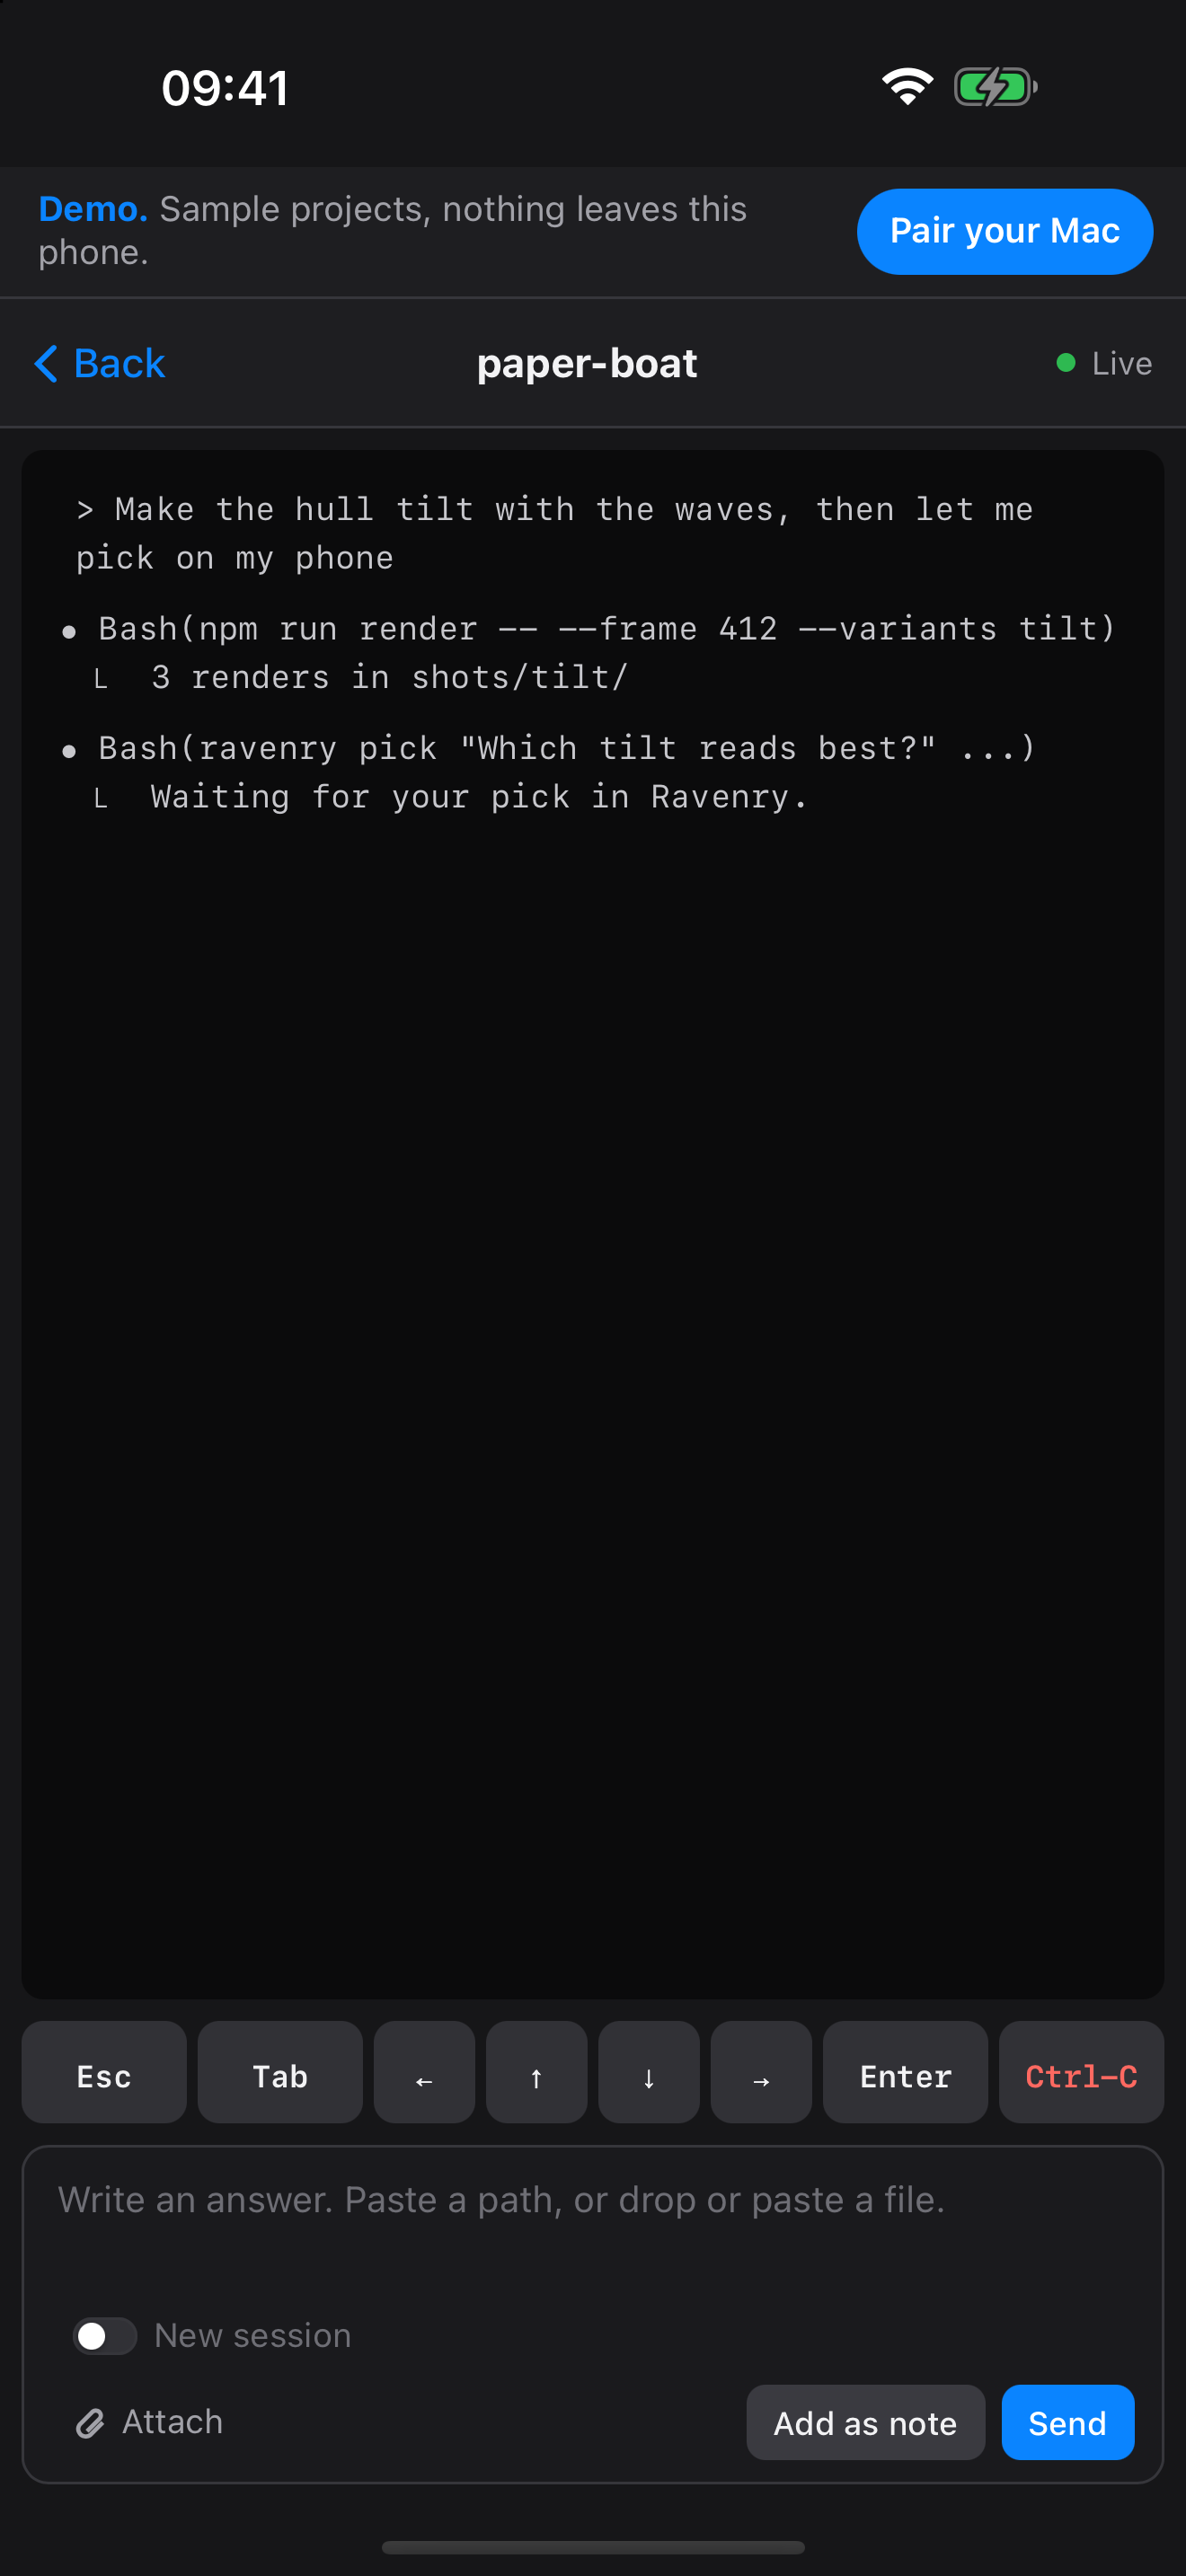 09:41
Demo. Sample projects, nothing leaves this
phone.
Pair your Mac
Back
paper-boat
Live
> Make the hull tilt with the waves, then let me
pick on my phone
● Bash(npm run render -- --frame 412 --variants tilt)
└ 3 renders in shots/tilt/
● Bash(ravenry pick "Which tilt reads best?" ...)
└ Waiting for your pick in Ravenry.
Esc
Tab
←
↑
↓
→
Enter
Ctrl-C
Write an answer. Paste a path, or drop or paste a file.
New session
Attach
Add as note
Send